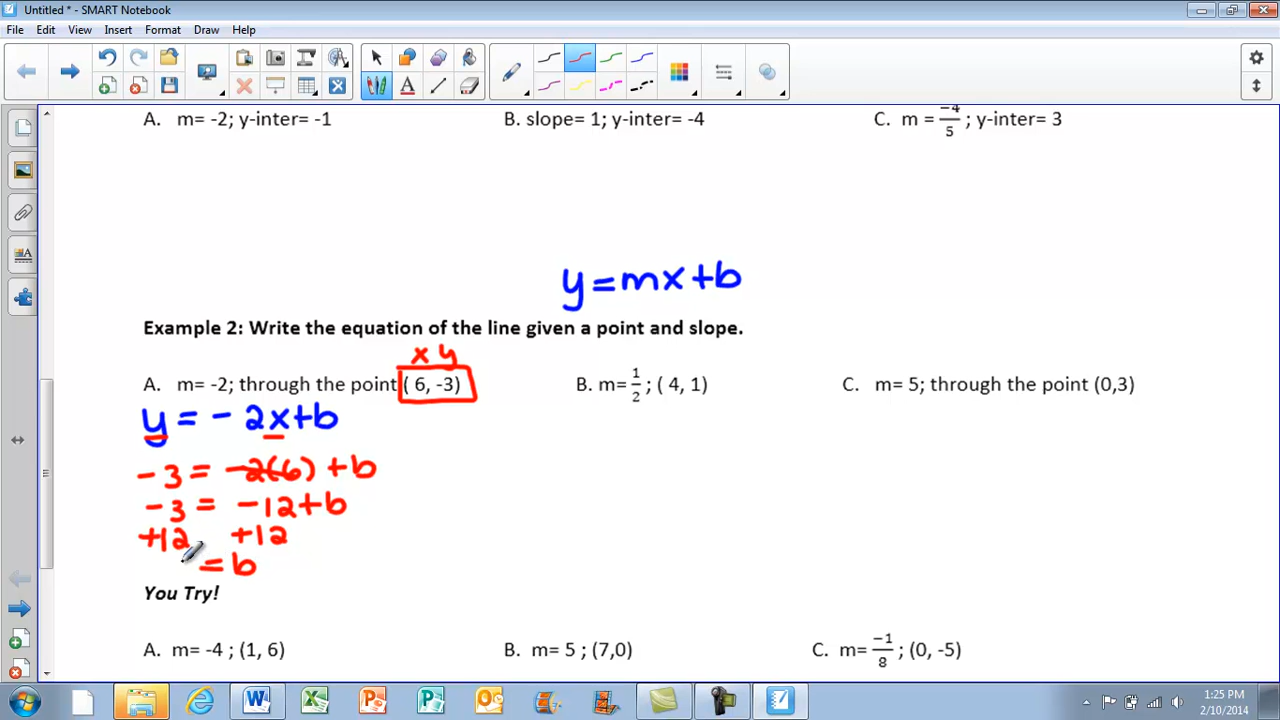 Untitled * - SMART Notebook
File Edit View Insert Format Draw Help
A. m= -2; y-inter= -1 B. slope= 1; y-inter= -4 C. m = -4/5 ; y-inter= 3
y=mx+b
Example 2: Write the equation of the line given a point and slope.
x y
A. m= -2; through the point ( 6, -3) B. m= 1/2 ; ( 4, 1) C. m= 5; through the point (0,3)
y = - 2x+b
-3 = -2(6) +b
-3 = -12+b
+12 +12
= b
You Try!
A. m= -4 ; (1, 6) B. m= 5 ; (7,0) C. m= -1/8 ; (0, -5)
1:25 PM
2/10/2014